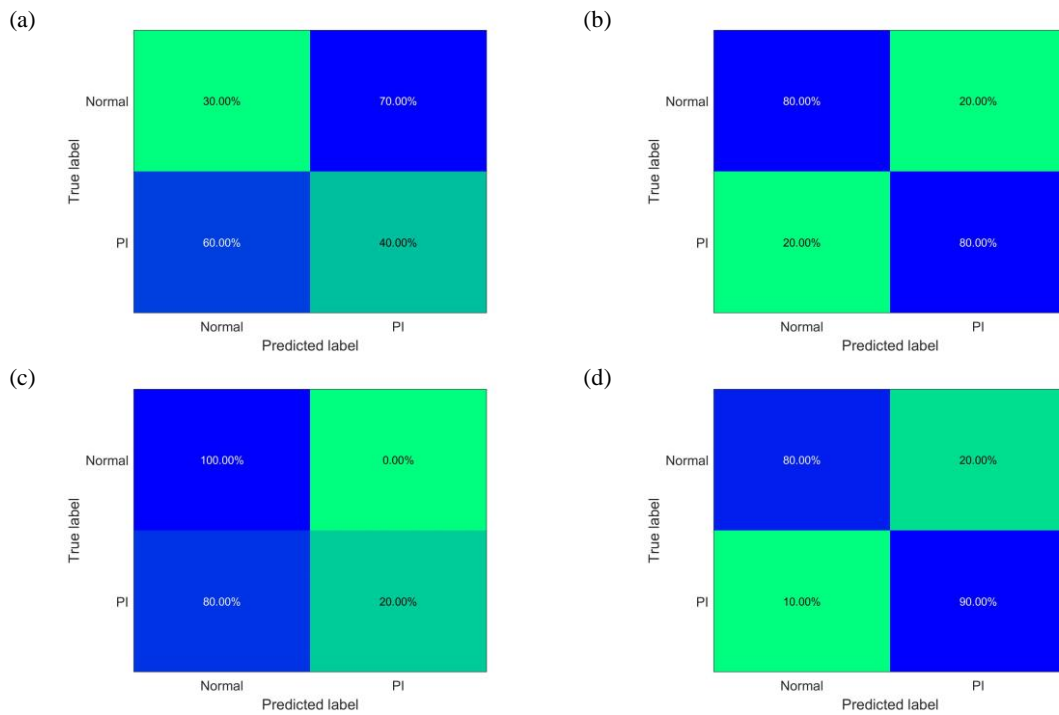 (a)
Normal
30.00%
70.00%
True label
PI
60.00%
40.00%
Normal
PI
Predicted label
(b)
Normal
80.00%
20.00%
True label
PI
20.00%
80.00%
Normal
PI
Predicted label
(c)
Normal
100.00%
0.00%
True label
PI
80.00%
20.00%
Normal
PI
Predicted label
(d)
Normal
80.00%
20.00%
True label
PI
10.00%
90.00%
Normal
PI
Predicted label